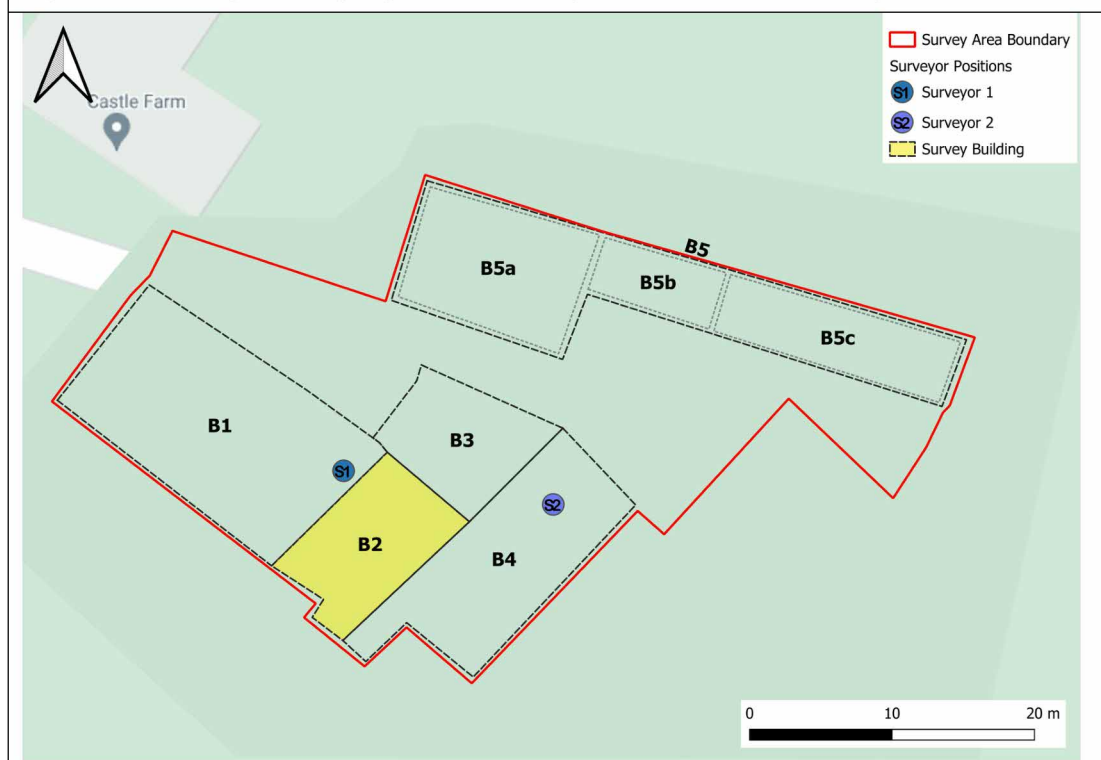 Survey Area Boundary
Surveyor Positions
S1 Surveyor 1
S2 Surveyor 2
Survey Building
Castle Farm
B5
B5a
B5b
B5c
B1
B3
S1
S2
B2
B4
0 10 20 m